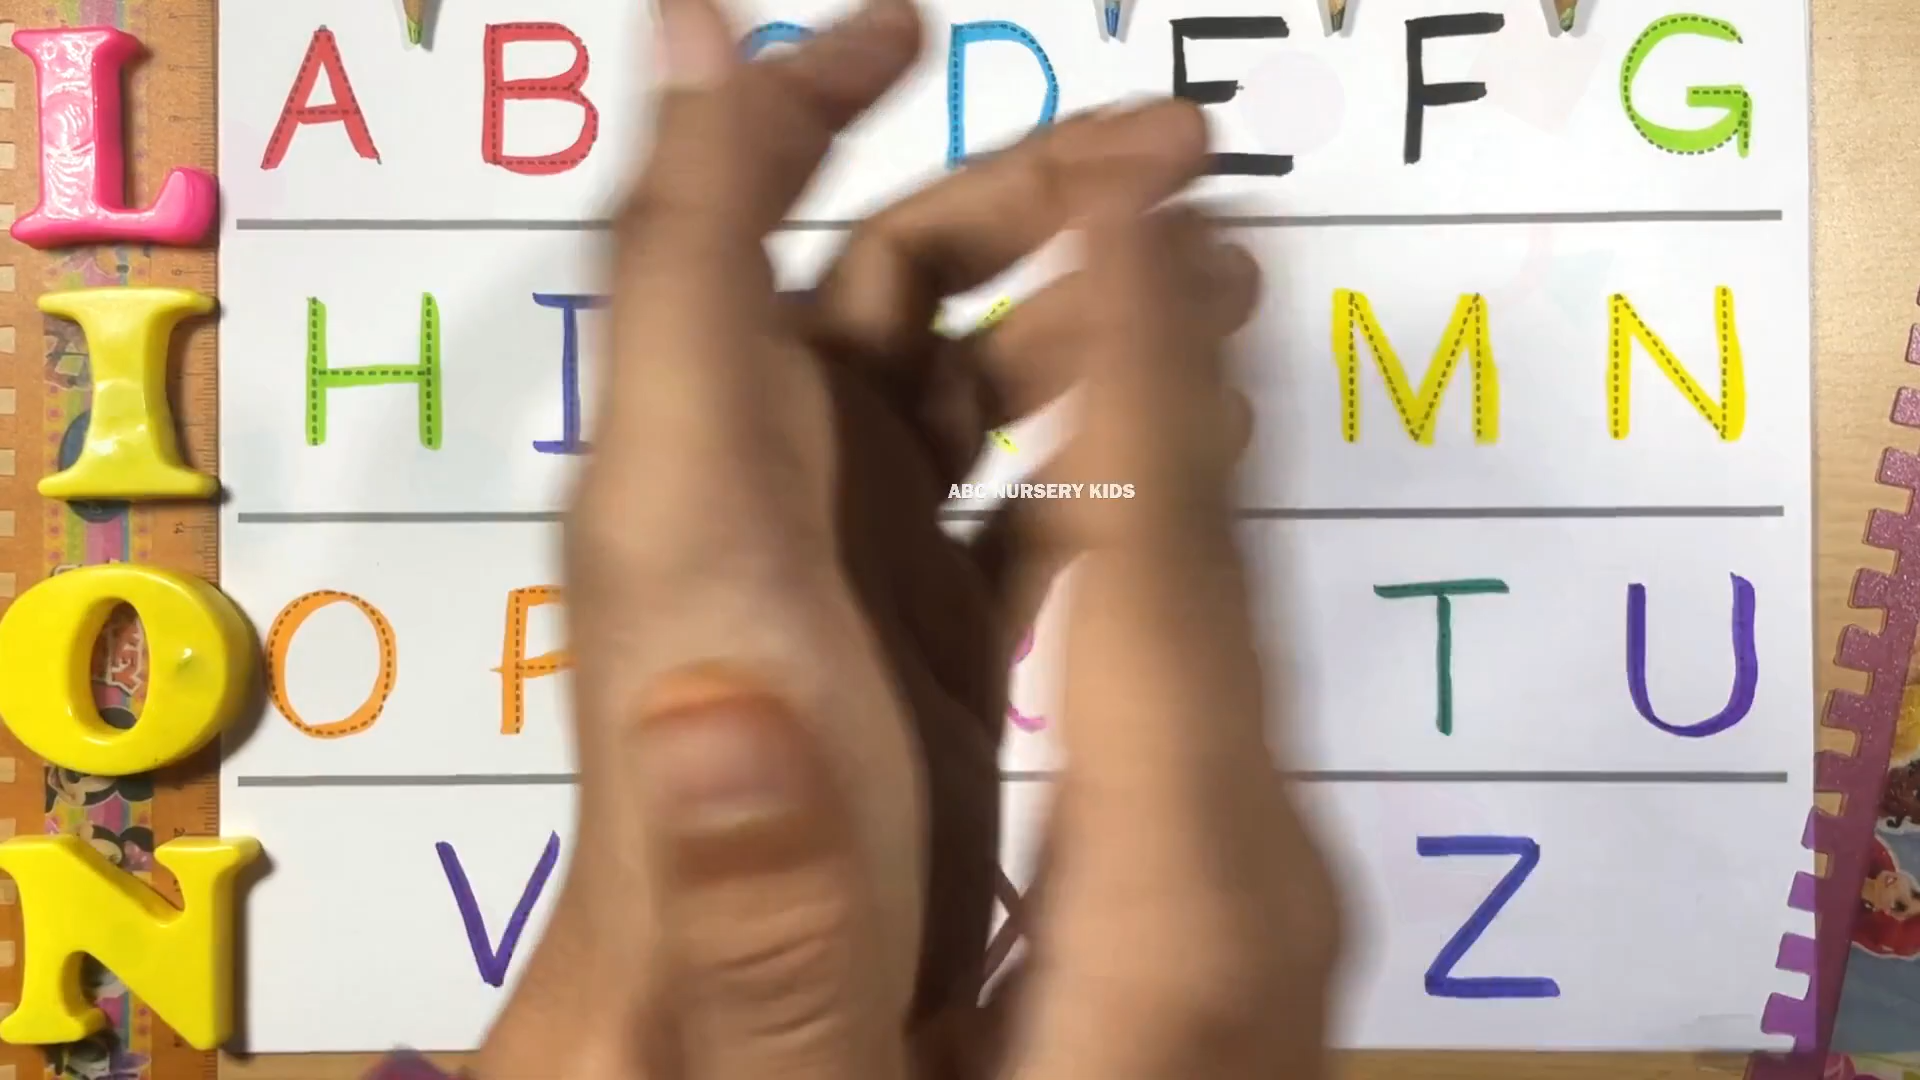 L
I
O
N
A B C D E F G
H I M N
O P T U
V X Z
ABC NURSERY KIDS